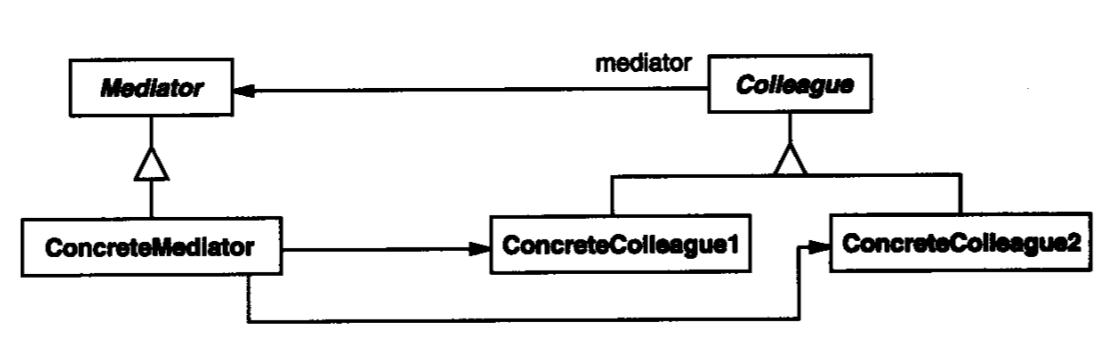 mediator
Mediator
Colleague
ConcreteMediator
ConcreteColleague1
ConcreteColleague2